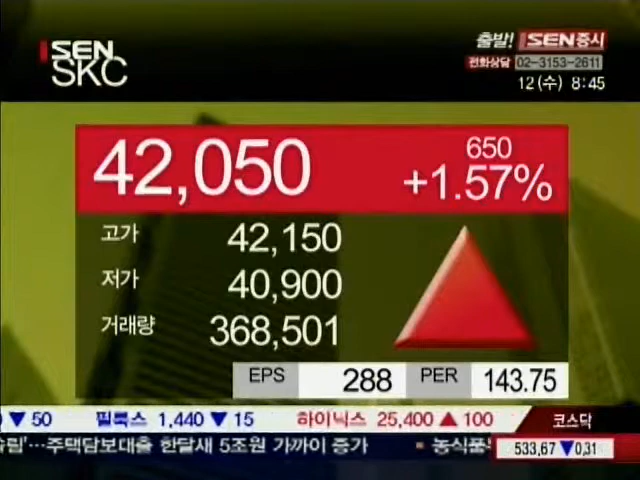 SEN
SKC
출발! SEN증시
전화상담 02-3153-2611
12(수) 8:45
42,050
650
+1.57%
고가 42,150
저가 40,900
거래량 368,501
EPS 288 PER 143.75
▼50 필룩스 1,440▼15 하이닉스 25,400▲100 코스닥
'…주택담보대출 한달새 5조원 가까이 증가 농식품
533,67▼0,31